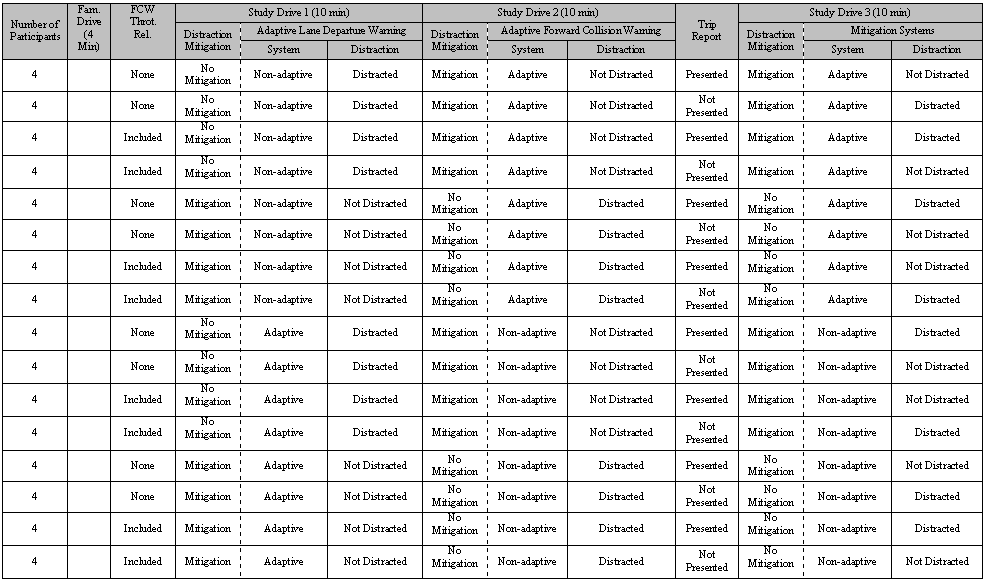 Number of Participants | Fam. Drive (4 Min) | FCW Throt. Rel. | Study Drive 1 (10 min) | Study Drive 2 (10 min) | Trip Report | Study Drive 3 (10 min)
Distraction Mitigation | Adaptive Lane Departure Warning | Distraction Mitigation | Adaptive Forward Collision Warning | Distraction Mitigation | Mitigation Systems
System | Distraction | System | Distraction | System | Distraction
4 | None | No Mitigation | Non-adaptive | Distracted | Mitigation | Adaptive | Not Distracted | Presented | Mitigation | Adaptive | Not Distracted
4 | None | No Mitigation | Non-adaptive | Distracted | Mitigation | Adaptive | Not Distracted | Not Presented | Mitigation | Adaptive | Distracted
4 | Included | No Mitigation | Non-adaptive | Distracted | Mitigation | Adaptive | Not Distracted | Presented | Mitigation | Adaptive | Distracted
4 | Included | No Mitigation | Non-adaptive | Distracted | Mitigation | Adaptive | Not Distracted | Not Presented | Mitigation | Adaptive | Not Distracted
4 | None | Mitigation | Non-adaptive | Not Distracted | No Mitigation | Adaptive | Distracted | Presented | No Mitigation | Adaptive | Distracted
4 | None | Mitigation | Non-adaptive | Not Distracted | No Mitigation | Adaptive | Distracted | Not Presented | No Mitigation | Adaptive | Not Distracted
4 | Included | Mitigation | Non-adaptive | Not Distracted | No Mitigation | Adaptive | Distracted | Presented | No Mitigation | Adaptive | Not Distracted
4 | Included | Mitigation | Non-adaptive | Not Distracted | No Mitigation | Adaptive | Distracted | Not Presented | No Mitigation | Adaptive | Distracted
4 | None | No Mitigation | Adaptive | Distracted | Mitigation | Non-adaptive | Not Distracted | Presented | Mitigation | Non-adaptive | Distracted
4 | None | No Mitigation | Adaptive | Distracted | Mitigation | Non-adaptive | Not Distracted | Not Presented | Mitigation | Non-adaptive | Not Distracted
4 | Included | No Mitigation | Adaptive | Distracted | Mitigation | Non-adaptive | Not Distracted | Presented | Mitigation | Non-adaptive | Not Distracted
4 | Included | No Mitigation | Adaptive | Distracted | Mitigation | Non-adaptive | Not Distracted | Not Presented | Mitigation | Non-adaptive | Distracted
4 | None | Mitigation | Adaptive | Not Distracted | No Mitigation | Non-adaptive | Distracted | Presented | No Mitigation | Non-adaptive | Not Distracted
4 | None | Mitigation | Adaptive | Not Distracted | No Mitigation | Non-adaptive | Distracted | Not Presented | No Mitigation | Non-adaptive | Distracted
4 | Included | Mitigation | Adaptive | Not Distracted | No Mitigation | Non-adaptive | Distracted | Presented | No Mitigation | Non-adaptive | Distracted
4 | Included | Mitigation | Adaptive | Not Distracted | No Mitigation | Non-adaptive | Distracted | Not Presented | No Mitigation | Non-adaptive | Not Distracted